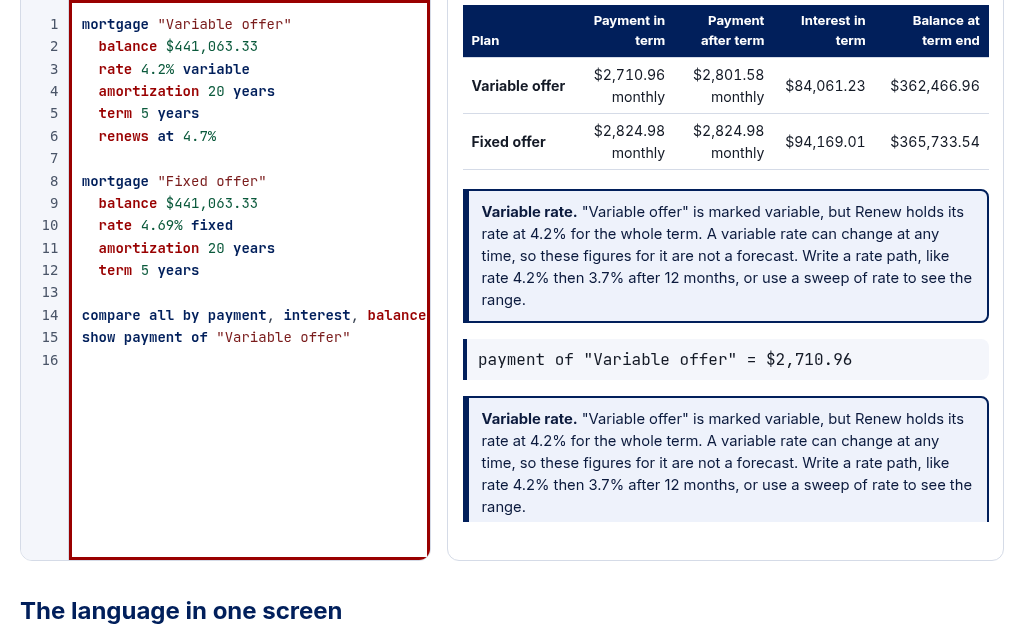 1 mortgage "Variable offer"
2 balance $441,063.33
3 rate 4.2% variable
4 amortization 20 years
5 term 5 years
6 renews at 4.7%
7
8 mortgage "Fixed offer"
9 balance $441,063.33
10 rate 4.69% fixed
11 amortization 20 years
12 term 5 years
13
14 compare all by payment, interest, balance
15 show payment of "Variable offer"
16
Plan Payment in term Payment after term Interest in term Balance at term end
Variable offer $2,710.96 monthly $2,801.58 monthly $84,061.23 $362,466.96
Fixed offer $2,824.98 monthly $2,824.98 monthly $94,169.01 $365,733.54
Variable rate. "Variable offer" is marked variable, but Renew holds its
rate at 4.2% for the whole term. A variable rate can change at any
time, so these figures for it are not a forecast. Write a rate path, like
rate 4.2% then 3.7% after 12 months, or use a sweep of rate to see the
range.
payment of "Variable offer" = $2,710.96
Variable rate. "Variable offer" is marked variable, but Renew holds its
rate at 4.2% for the whole term. A variable rate can change at any
time, so these figures for it are not a forecast. Write a rate path, like
rate 4.2% then 3.7% after 12 months, or use a sweep of rate to see the
range.
The language in one screen